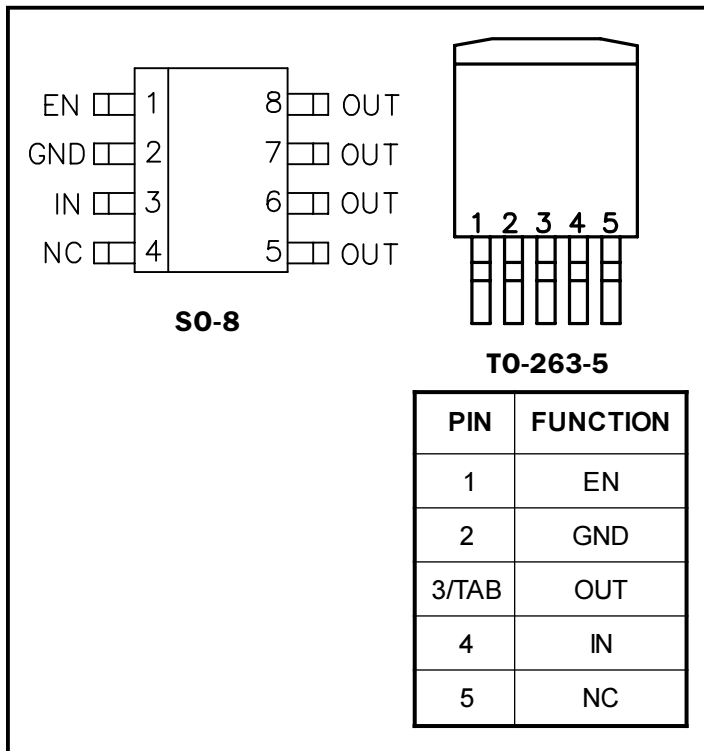 EN 1 8 OUT
GND 2 7 OUT
IN 3 6 OUT
NC 4 5 OUT
SO-8
1 2 3 4 5
TO-263-5
PIN FUNCTION
1 EN
2 GND
3/TAB OUT
4 IN
5 NC